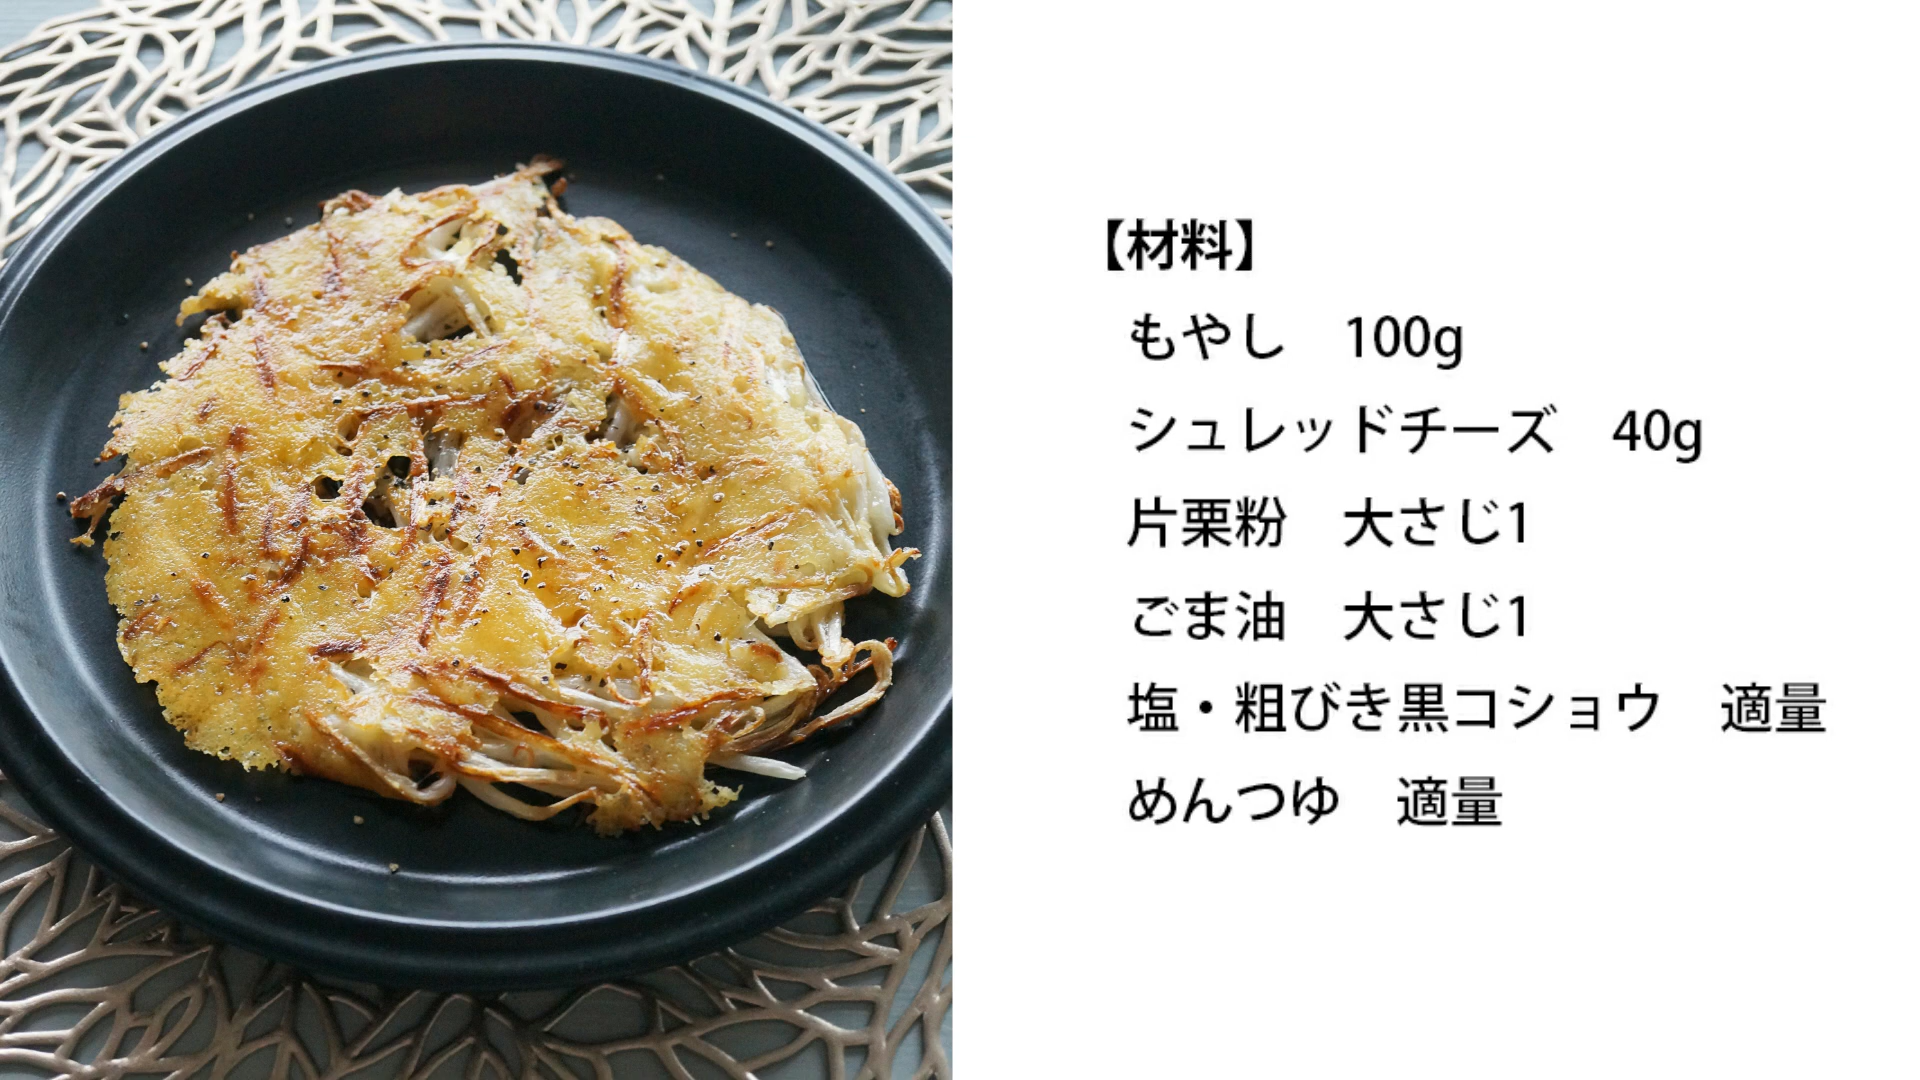 【材料】
もやし　100g
シュレッドチーズ　40g
片栗粉　大さじ1
ごま油　大さじ1
塩・粗びき黒コショウ　適量
めんつゆ　適量